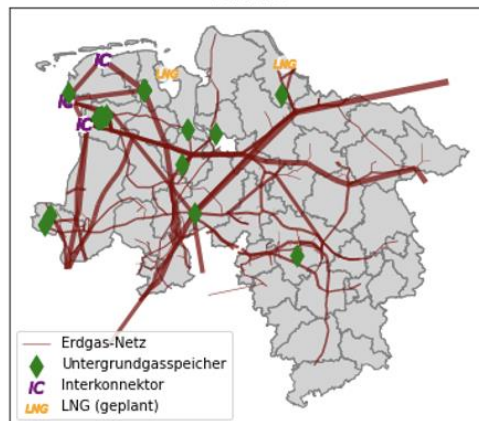 IC
LNG
LNG
IC
IC
Erdgas-Netz
Untergrundgasspeicher
IC Interkonnektor
LNG LNG (geplant)